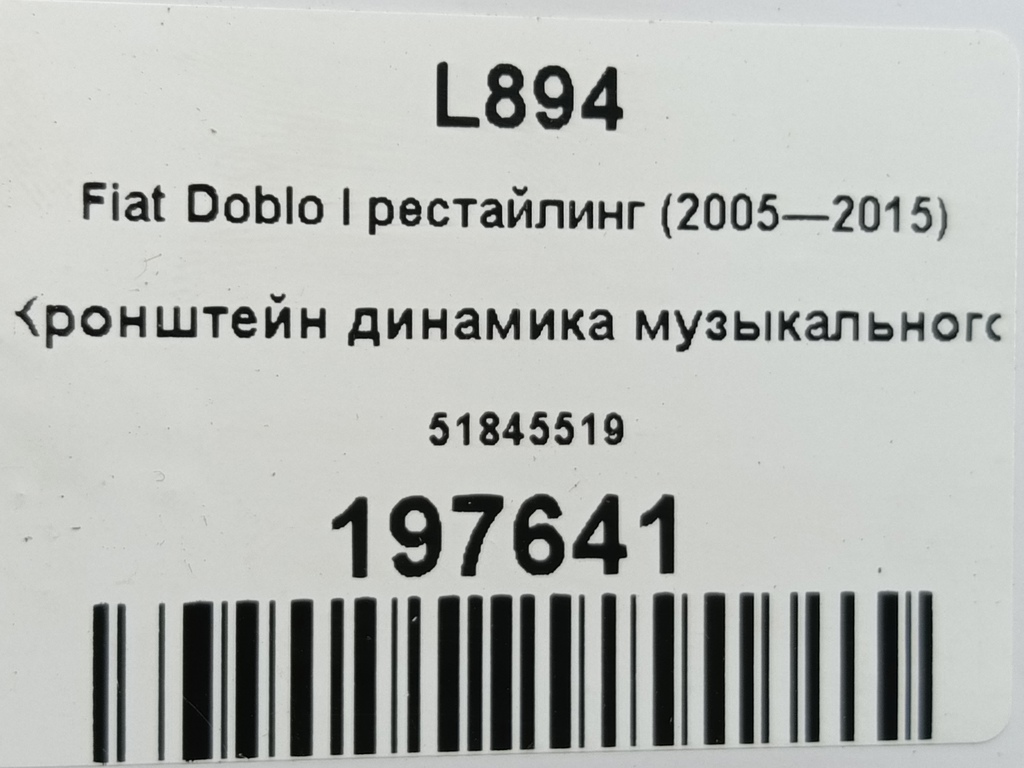 L894
Fiat Doblo I рестайлинг (2005—2015)
Кронштейн динамика музыкального
51845519
197641